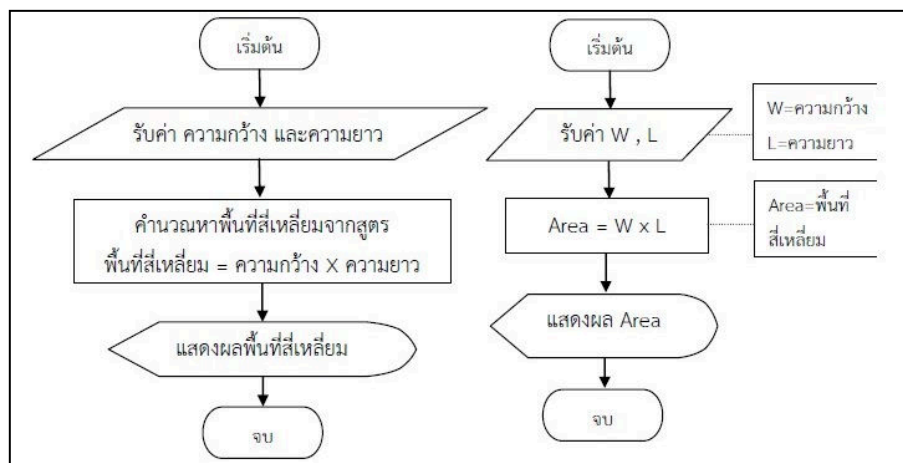 เริ่มต้น
รับค่า ความกว้าง และความยาว
คำนวณหาพื้นที่สี่เหลี่ยมจากสูตร
พื้นที่สี่เหลี่ยม = ความกว้าง X ความยาว
แสดงผลพื้นที่สี่เหลี่ยม
จบ
เริ่มต้น
รับค่า W , L
W=ความกว้าง
L=ความยาว
Area = W x L
Area=พื้นที่
สี่เหลี่ยม
แสดงผล Area
จบ